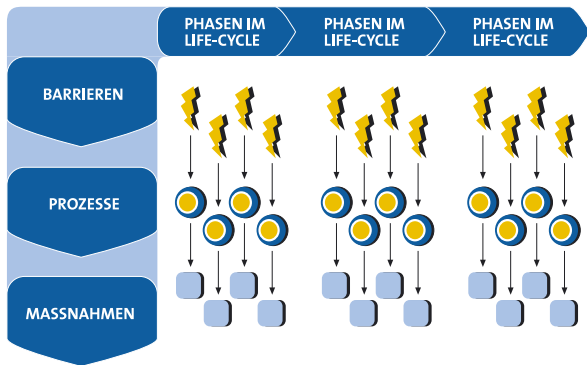 PHASEN IM
LIFE-CYCLE
PHASEN IM
LIFE-CYCLE
PHASEN IM
LIFE-CYCLE
BARRIEREN
PROZESSE
MASSNAHMEN